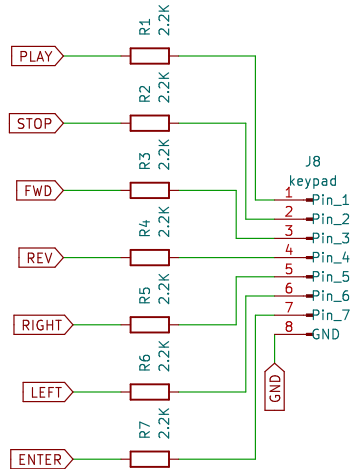 R1
2.2K
PLAY
R2
2.2K
STOP
R3
2.2K
FWD
R4
2.2K
REV
R5
2.2K
RIGHT
R6
2.2K
LEFT
R7
2.2K
ENTER
J8
keypad
1 Pin_1
2 Pin_2
3 Pin_3
4 Pin_4
5 Pin_5
6 Pin_6
7 Pin_7
8 GND
GND